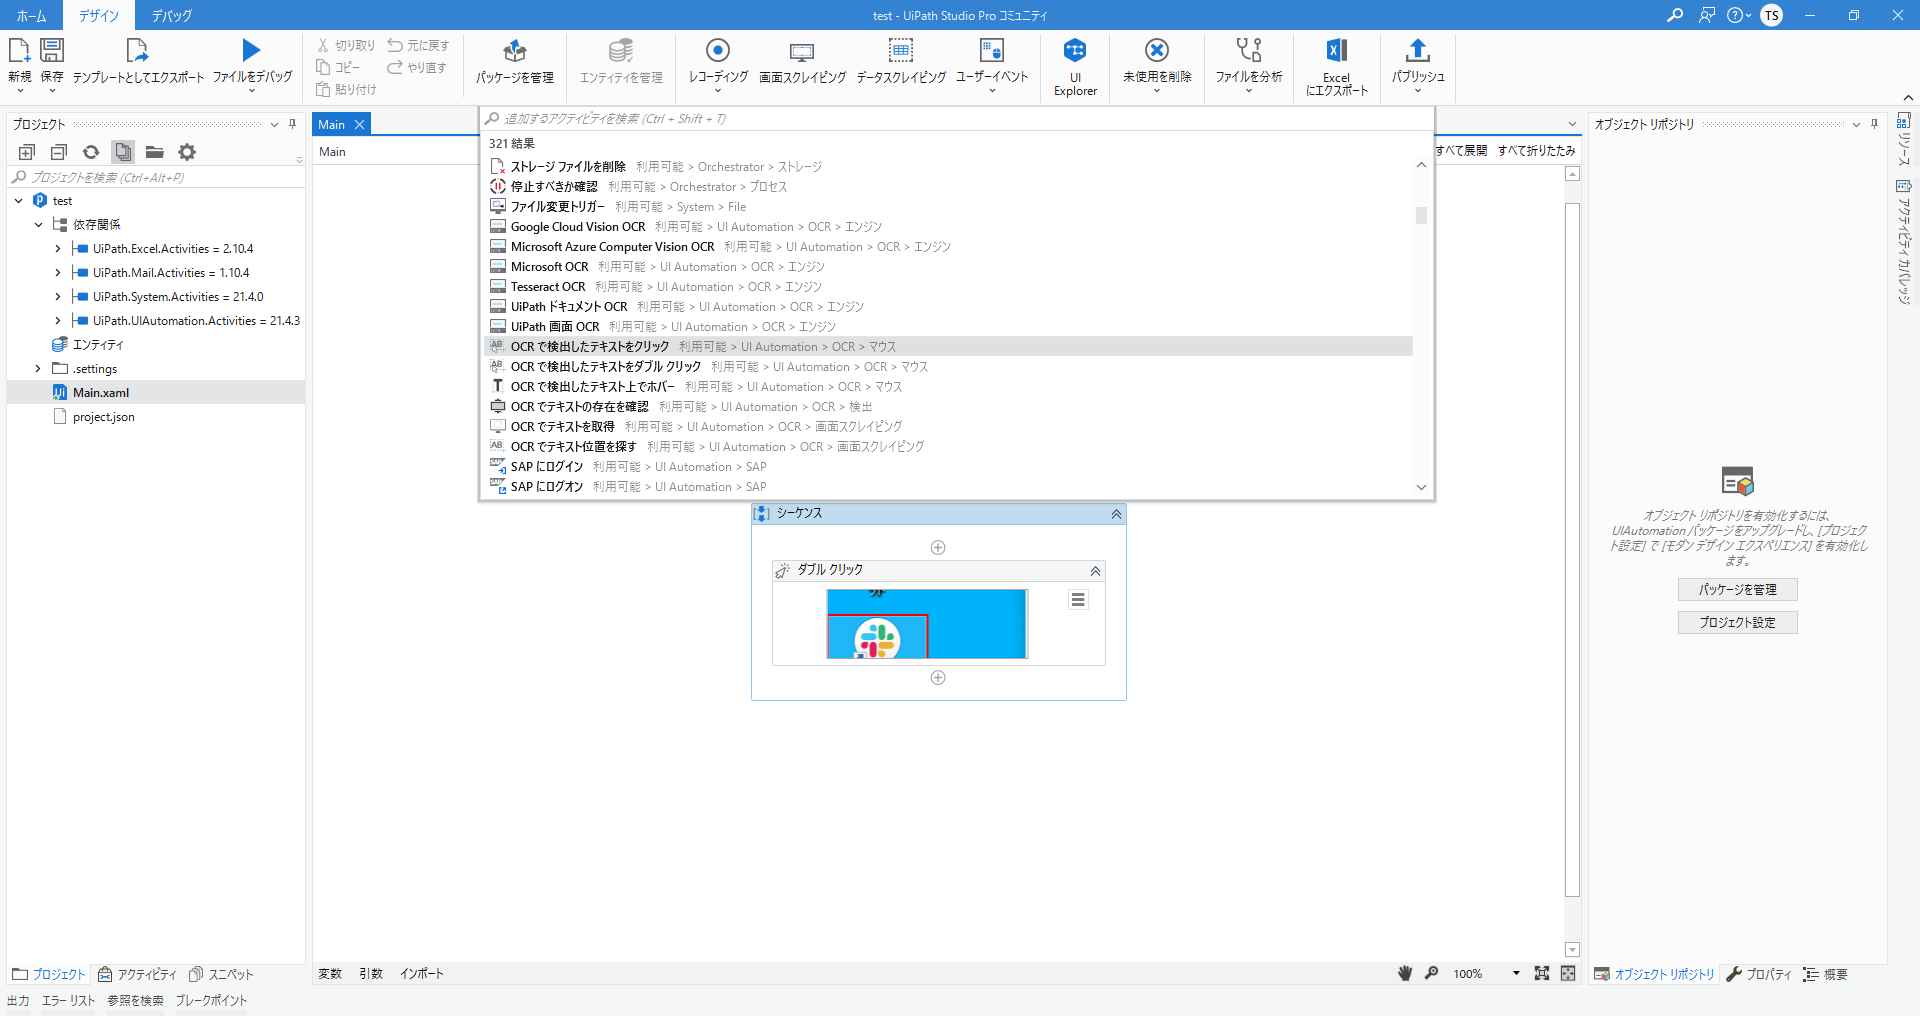 ホーム デザイン デバッグ test - UiPath Studio Pro コミュニティ TS
新規 保存 テンプレートとしてエクスポート ファイルをデバッグ
切り取り 元に戻す
コピー やり直す
貼り付け
パッケージを管理 エンティティを管理 レコーディング 画面スクレイピング データスクレイピング ユーザーイベント
UI
Explorer
未使用を削除 ファイルを分析
Excel
にエクスポート
パブリッシュ
プロジェクト
プロジェクトを検索 (Ctrl+Alt+P)
test
依存関係
UiPath.Excel.Activities = 2.10.4
UiPath.Mail.Activities = 1.10.4
UiPath.System.Activities = 21.4.0
UiPath.UIAutomation.Activities = 21.4.3
エンティティ
.settings
Main.xaml
project.json
Main
Main
追加するアクティビティを検索 (Ctrl + Shift + T)
321 結果
ストレージ ファイルを削除 利用可能 > Orchestrator > ストレージ
停止すべきか確認 利用可能 > Orchestrator > プロセス
ファイル変更トリガー 利用可能 > System > File
Google Cloud Vision OCR 利用可能 > UI Automation > OCR > エンジン
Microsoft Azure Computer Vision OCR 利用可能 > UI Automation > OCR > エンジン
Microsoft OCR 利用可能 > UI Automation > OCR > エンジン
Tesseract OCR 利用可能 > UI Automation > OCR > エンジン
UiPath ドキュメント OCR 利用可能 > UI Automation > OCR > エンジン
UiPath 画面 OCR 利用可能 > UI Automation > OCR > エンジン
OCR で検出したテキストをクリック 利用可能 > UI Automation > OCR > マウス
OCR で検出したテキストをダブル クリック 利用可能 > UI Automation > OCR > マウス
OCR で検出したテキスト上でホバー 利用可能 > UI Automation > OCR > マウス
OCR でテキストの存在を確認 利用可能 > UI Automation > OCR > 検出
OCR でテキストを取得 利用可能 > UI Automation > OCR > 画面スクレイピング
OCR でテキスト位置を探す 利用可能 > UI Automation > OCR > 画面スクレイピング
SAP にログイン 利用可能 > UI Automation > SAP
SAP にログオン 利用可能 > UI Automation > SAP
すべて展開 すべて折りたたみ
シーケンス
ダブル クリック
変数 引数 インポート
100%
オブジェクト リポジトリ
オブジェクト リポジトリを有効化するには、
UIAutomation パッケージをアップグレードし、[プロジェク
ト設定] で [モダン デザイン エクスペリエンス] を有効化し
ます。
パッケージを管理
プロジェクト設定
リソース
アクティビティ カバレッジ
プロジェクト アクティビティ スニペット
オブジェクト リポジトリ プロパティ 概要
出力 エラー リスト 参照を検索 ブレークポイント